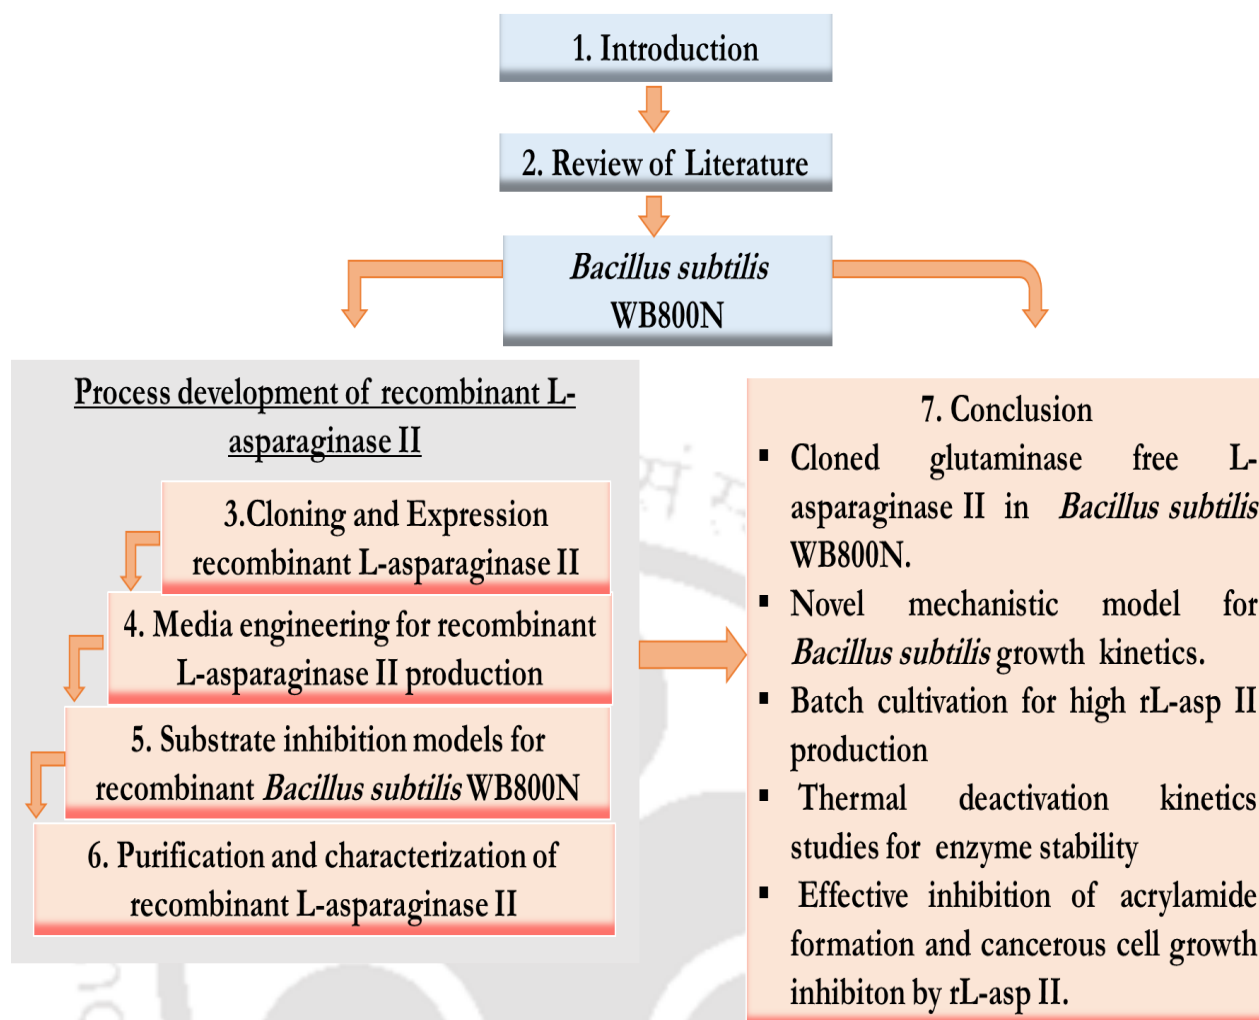 1. Introduction
2. Review of Literature
Bacillus subtilis
WB800N
Process development of recombinant L-
asparaginase II
3.Cloning and Expression
recombinant L-asparaginase II
4. Media engineering for recombinant
L-asparaginase II production
5. Substrate inhibition models for
recombinant Bacillus subtilis WB800N
6. Purification and characterization of
recombinant L-asparaginase II
7. Conclusion
▪ Cloned glutaminase free L-
asparaginase II in Bacillus subtilis
WB800N.
▪ Novel mechanistic model for
Bacillus subtilis growth kinetics.
▪ Batch cultivation for high rL-asp II
production
▪ Thermal deactivation kinetics
studies for enzyme stability
▪ Effective inhibition of acrylamide
formation and cancerous cell growth
inhibiton by rL-asp II.